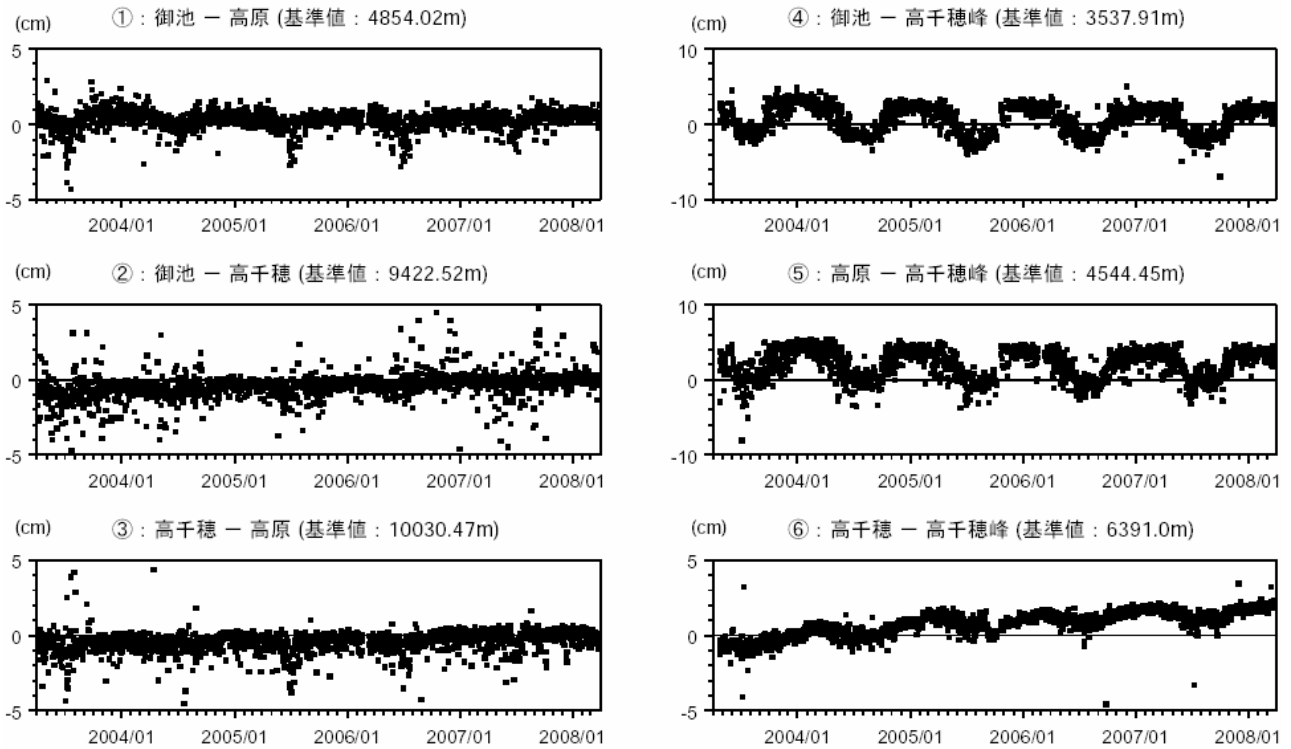 (cm) ①：御池 － 高原 (基準値：4854.02m)
5
0
-5
2004/01 2005/01 2006/01 2007/01 2008/01
(cm) ②：御池 － 高千穂 (基準値：9422.52m)
5
0
-5
2004/01 2005/01 2006/01 2007/01 2008/01
(cm) ③：高千穂 － 高原 (基準値：10030.47m)
5
0
-5
2004/01 2005/01 2006/01 2007/01 2008/01
(cm) ④：御池 － 高千穂峰 (基準値：3537.91m)
10
0
-10
2004/01 2005/01 2006/01 2007/01 2008/01
(cm) ⑤：高原 － 高千穂峰 (基準値：4544.45m)
10
0
-10
2004/01 2005/01 2006/01 2007/01 2008/01
(cm) ⑥：高千穂 － 高千穂峰 (基準値：6391.0m)
5
0
-5
2004/01 2005/01 2006/01 2007/01 2008/01